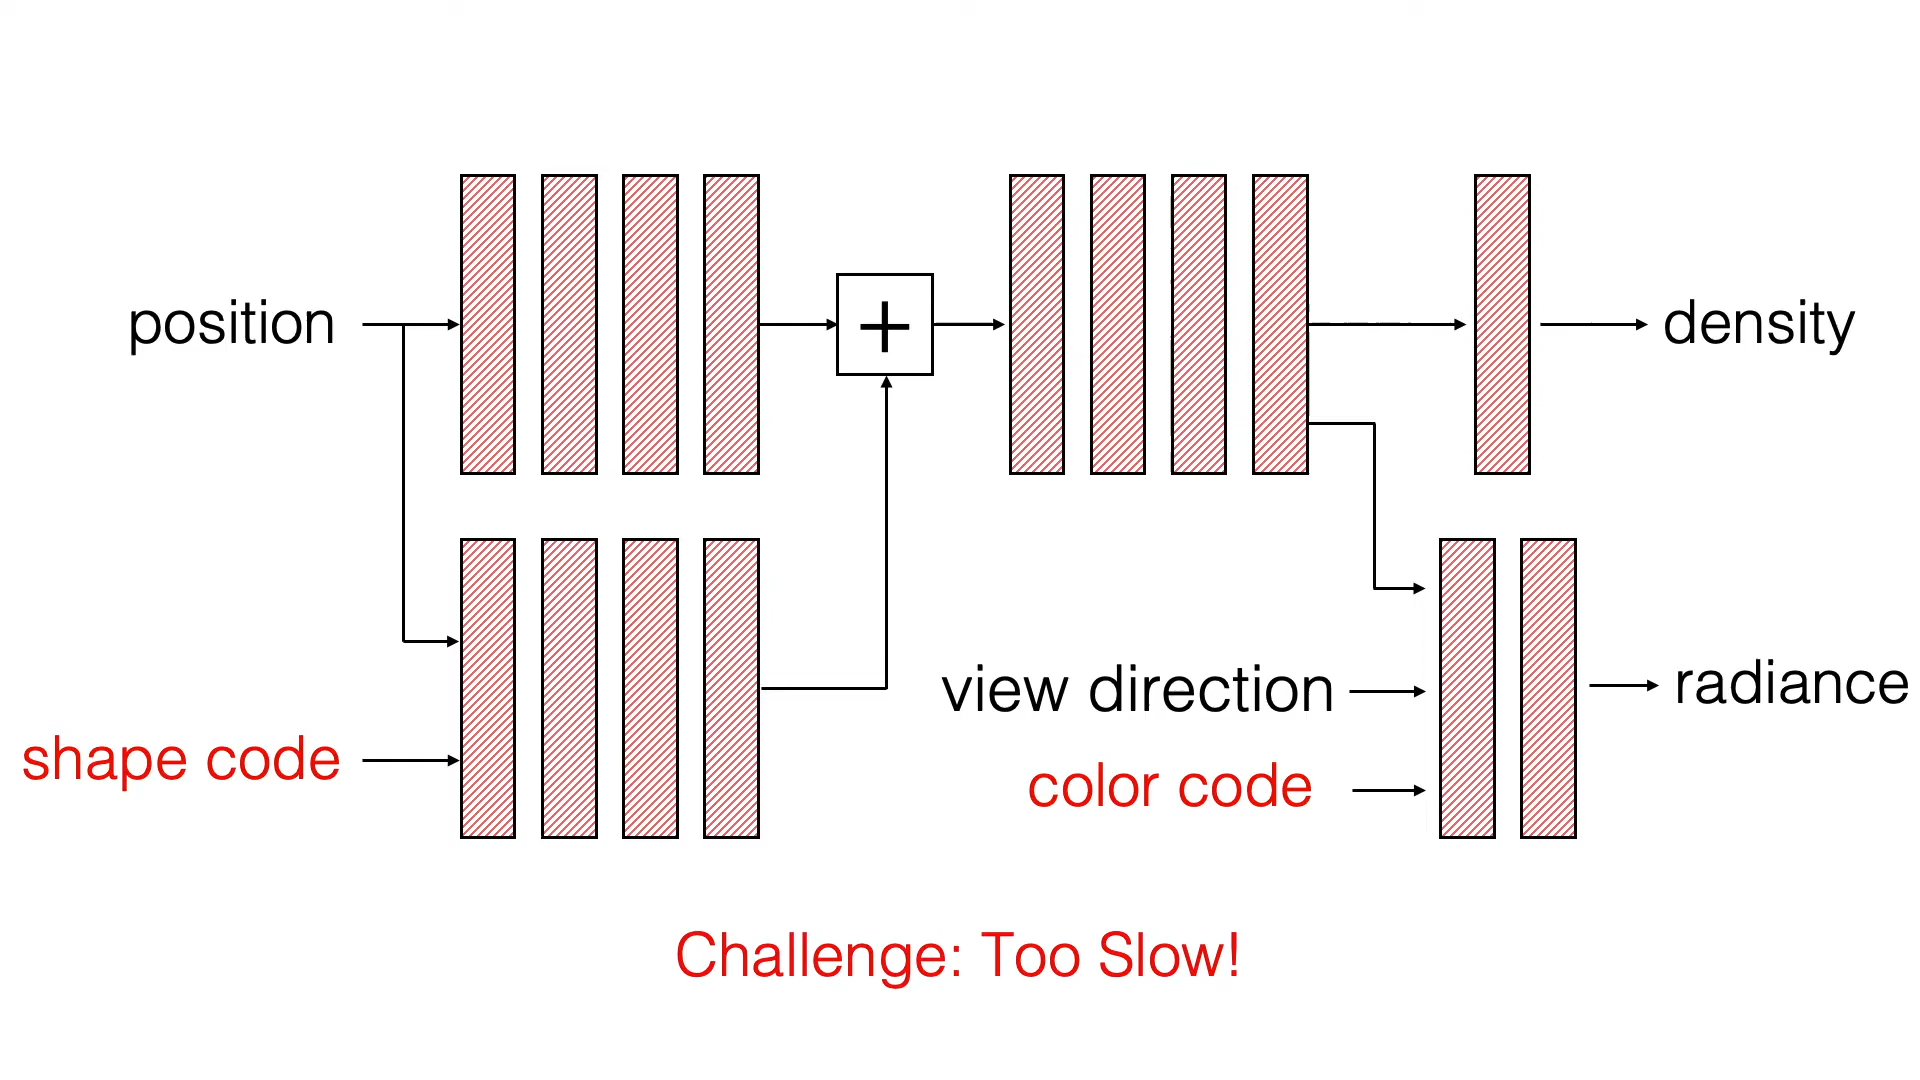 position
+
density
shape code
view direction
color code
radiance
Challenge: Too Slow!